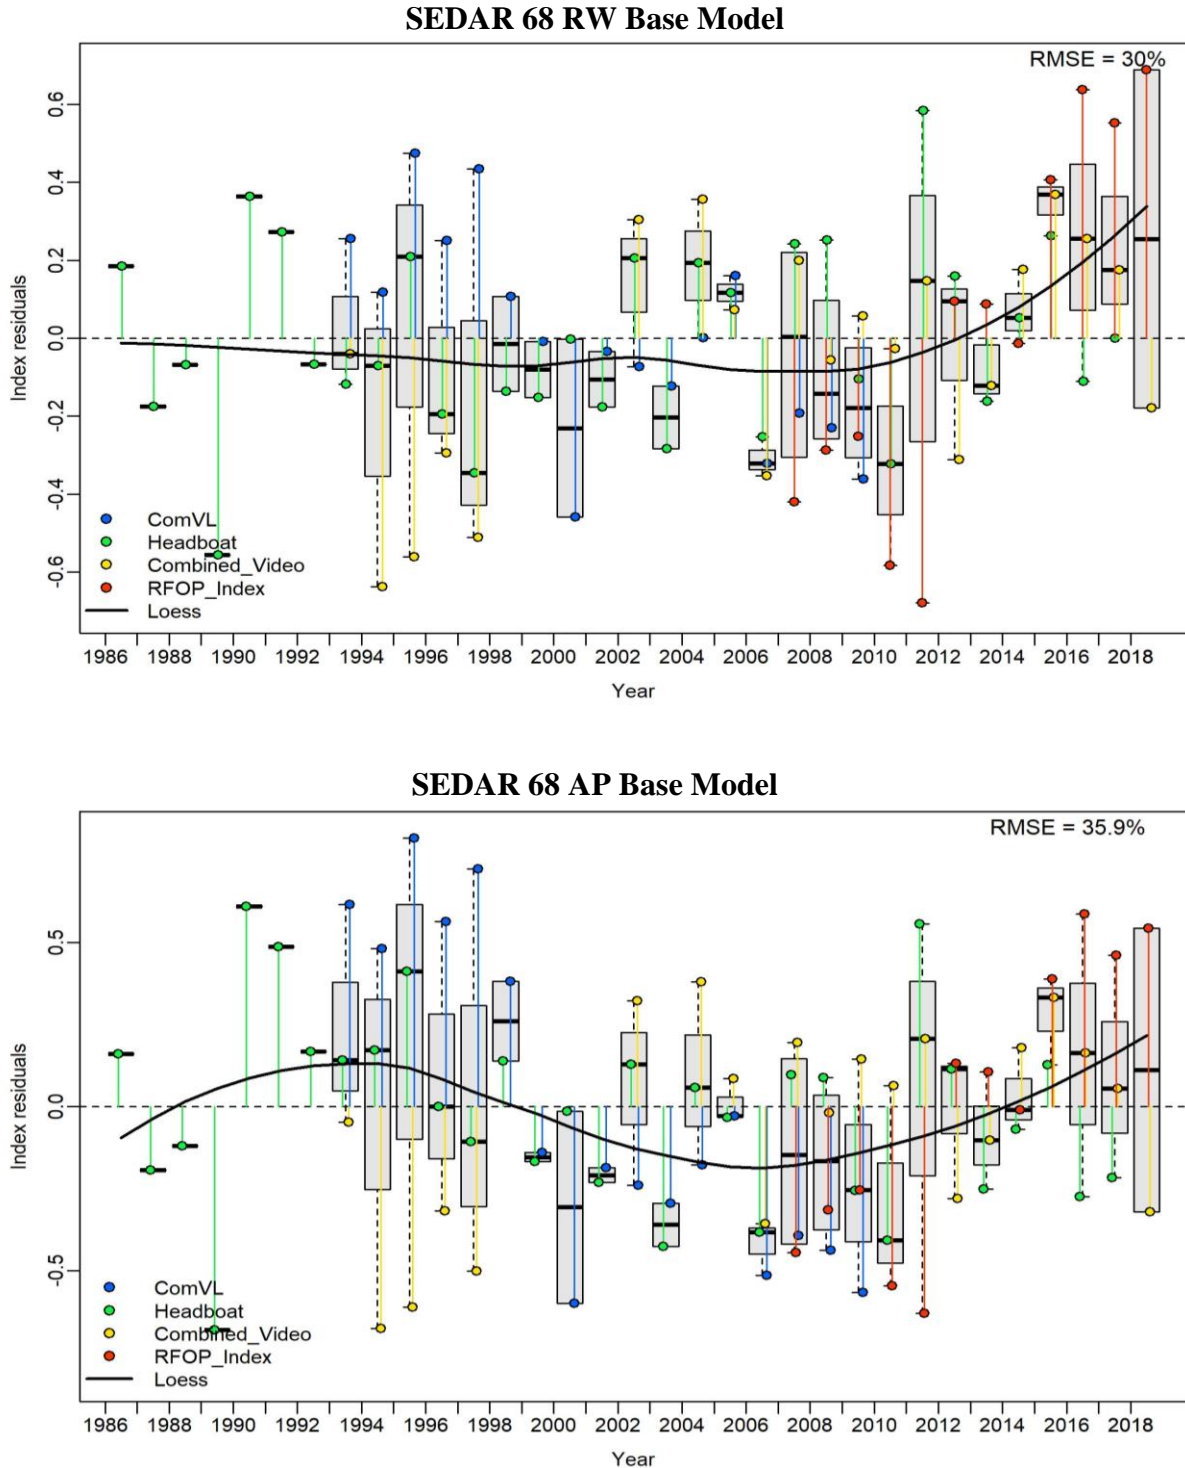 SEDAR 68 RW Base Model
RMSE = 30%
0.6
0.4
0.2
0.0
-0.2
-0.4
-0.6
Index residuals
ComVL
Headboat
Combined_Video
RFOP_Index
Loess
1986 1988 1990 1992 1994 1996 1998 2000 2002 2004 2006 2008 2010 2012 2014 2016 2018
Year
SEDAR 68 AP Base Model
RMSE = 35.9%
0.5
0.0
-0.5
Index residuals
ComVL
Headboat
Combined_Video
RFOP_Index
Loess
1986 1988 1990 1992 1994 1996 1998 2000 2002 2004 2006 2008 2010 2012 2014 2016 2018
Year